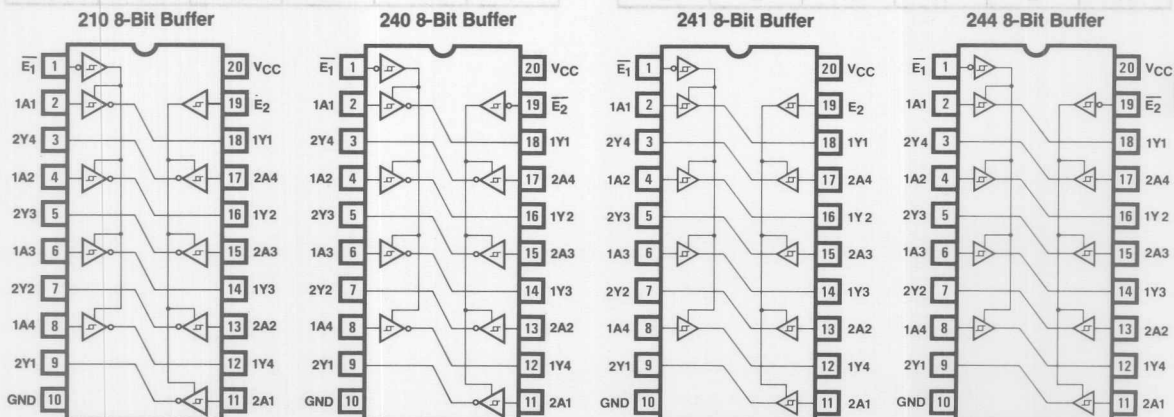 210 8-Bit Buffer
E̅1̅ 1 20 VCC
1A1 2 19 E2
2Y4 3 18 1Y1
1A2 4 17 2A4
2Y3 5 16 1Y2
1A3 6 15 2A3
2Y2 7 14 1Y3
1A4 8 13 2A2
2Y1 9 12 1Y4
GND 10 11 2A1
240 8-Bit Buffer
E̅1̅ 1 20 VCC
1A1 2 19 E̅2̅
2Y4 3 18 1Y1
1A2 4 17 2A4
2Y3 5 16 1Y2
1A3 6 15 2A3
2Y2 7 14 1Y3
1A4 8 13 2A2
2Y1 9 12 1Y4
GND 10 11 2A1
241 8-Bit Buffer
E̅1̅ 1 20 VCC
1A1 2 19 E2
2Y4 3 18 1Y1
1A2 4 17 2A4
2Y3 5 16 1Y2
1A3 6 15 2A3
2Y2 7 14 1Y3
1A4 8 13 2A2
2Y1 9 12 1Y4
GND 10 11 2A1
244 8-Bit Buffer
E̅1̅ 1 20 VCC
1A1 2 19 E̅2̅
2Y4 3 18 1Y1
1A2 4 17 2A4
2Y3 5 16 1Y2
1A3 6 15 2A3
2Y2 7 14 1Y3
1A4 8 13 2A2
2Y1 9 12 1Y4
GND 10 11 2A1